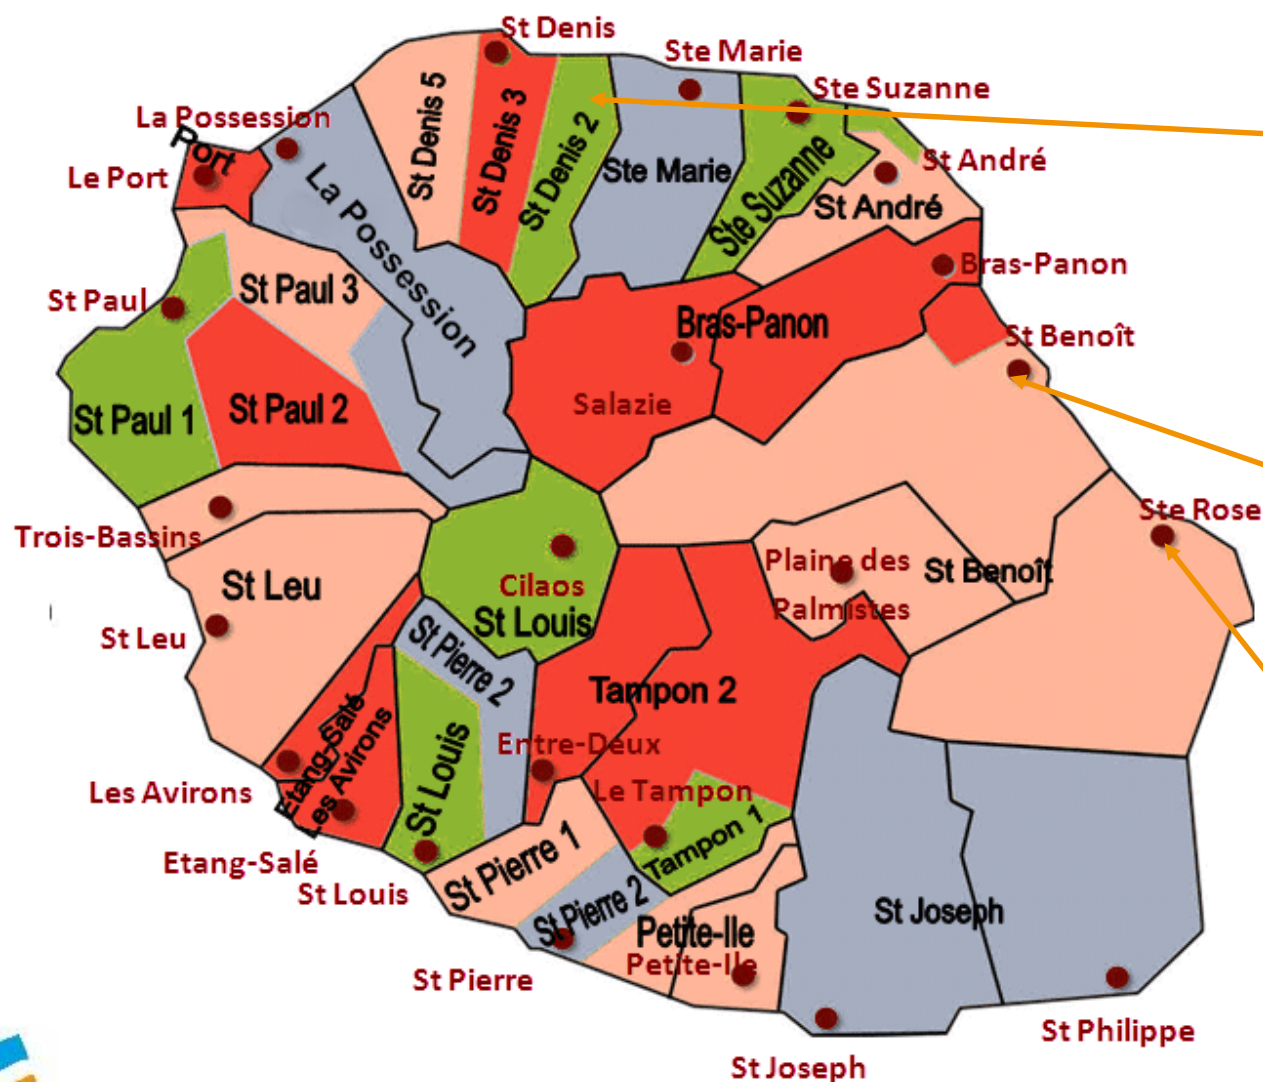 St Denis
Ste Marie
Ste Suzanne
La Possession
Port
Le Port
St Denis 5
St Denis 3
St Denis 2
Ste Marie
Ste Suzanne
St André
St André
La Possession
Bras-Panon
St Paul
St Paul 3
Bras-Panon
St Benoît
St Paul 1
St Paul 2
Salazie
Trois-Bassins
Ste Rose
St Leu
Cilaos
St Louis
Plaine des
Palmistes
St Benoît
St Leu
St Pierre 2
Tampon 2
Etang-Salé
Les Avirons
St Louis
Entre-Deux
Le Tampon
Les Avirons
Tampon 1
Etang-Salé
St Louis
St Pierre 1
St Pierre 2
Petite-Ile
Petite-Ile
St Joseph
St Pierre
St Philippe
St Joseph